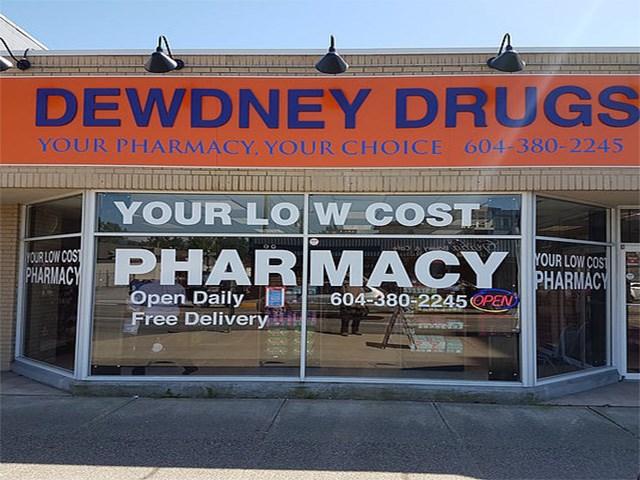 DEWDNEY DRUGS
YOUR PHARMACY, YOUR CHOICE 604-380-2245
YOUR LOW COST
PHARMACY
Open Daily
604-380-2245
OPEN
Free Delivery
YOUR LOW COST
PHARMACY
YOUR LOW COST
PHARMACY